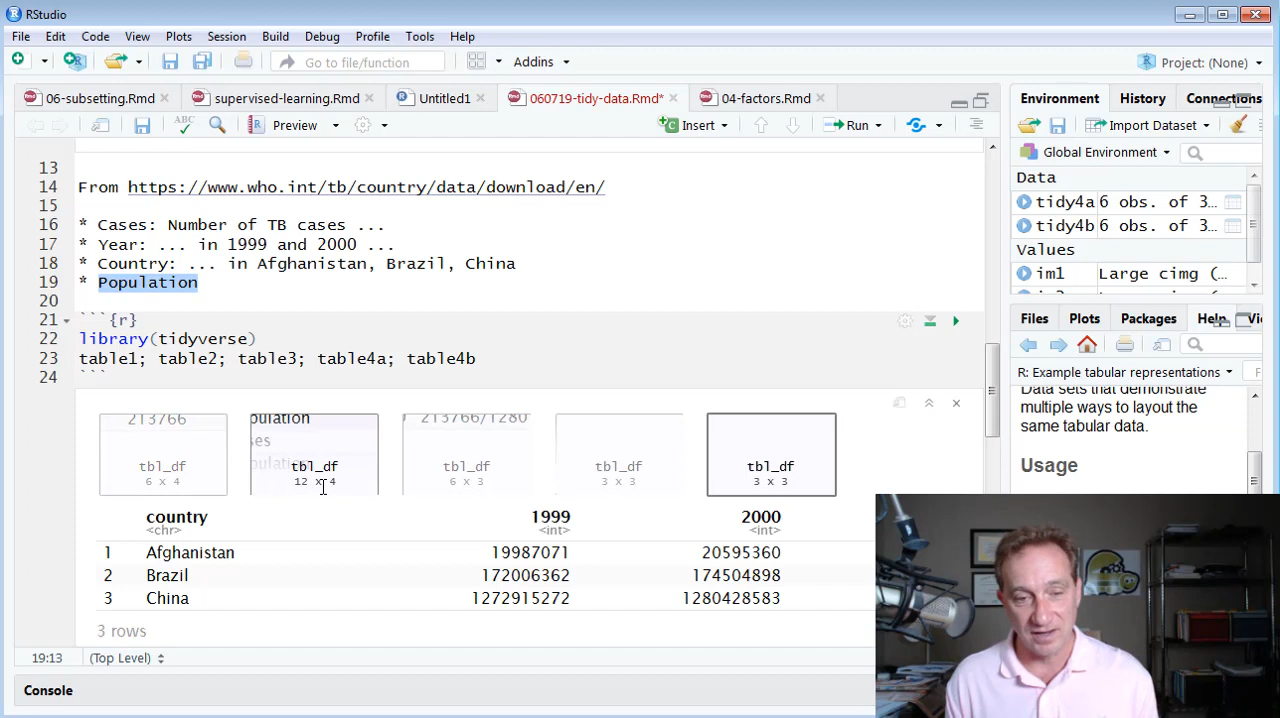 RStudio
File Edit Code View Plots Session Build Debug Profile Tools Help
Go to file/function
Addins
Project: (None)
06-subsetting.Rmd
supervised-learning.Rmd
Untitled1
060719-tidy-data.Rmd*
04-factors.Rmd
ABC
Preview
Insert
Run
13
14 From https://www.who.int/tb/country/data/download/en/
15
16 * Cases: Number of TB cases ...
17 * Year: ... in 1999 and 2000 ...
18 * Country: ... in Afghanistan, Brazil, China
19 * Population
20
21 ```{r}
22 library(tidyverse)
23 table1; table2; table3; table4a; table4b
24 ```
213766
tbl_df
6 x 4
pulation
ses
pulation
tbl_df
12 x 4
213766/1280
tbl_df
6 x 3
tbl_df
3 x 3
tbl_df
3 x 3
country 1999 2000
<chr> <int> <int>
1 Afghanistan 19987071 20595360
2 Brazil 172006362 174504898
3 China 1272915272 1280428583
3 rows
19:13 (Top Level)
Console
Environment History Connections
Import Dataset
Global Environment
Data
tidy4a 6 obs. of 3…
tidy4b 6 obs. of 3…
Values
im1 Large cimg (…
Files Plots Packages Help
R: Example tabular representations
Data sets that demonstrate
multiple ways to layout the
same tabular data.
Usage